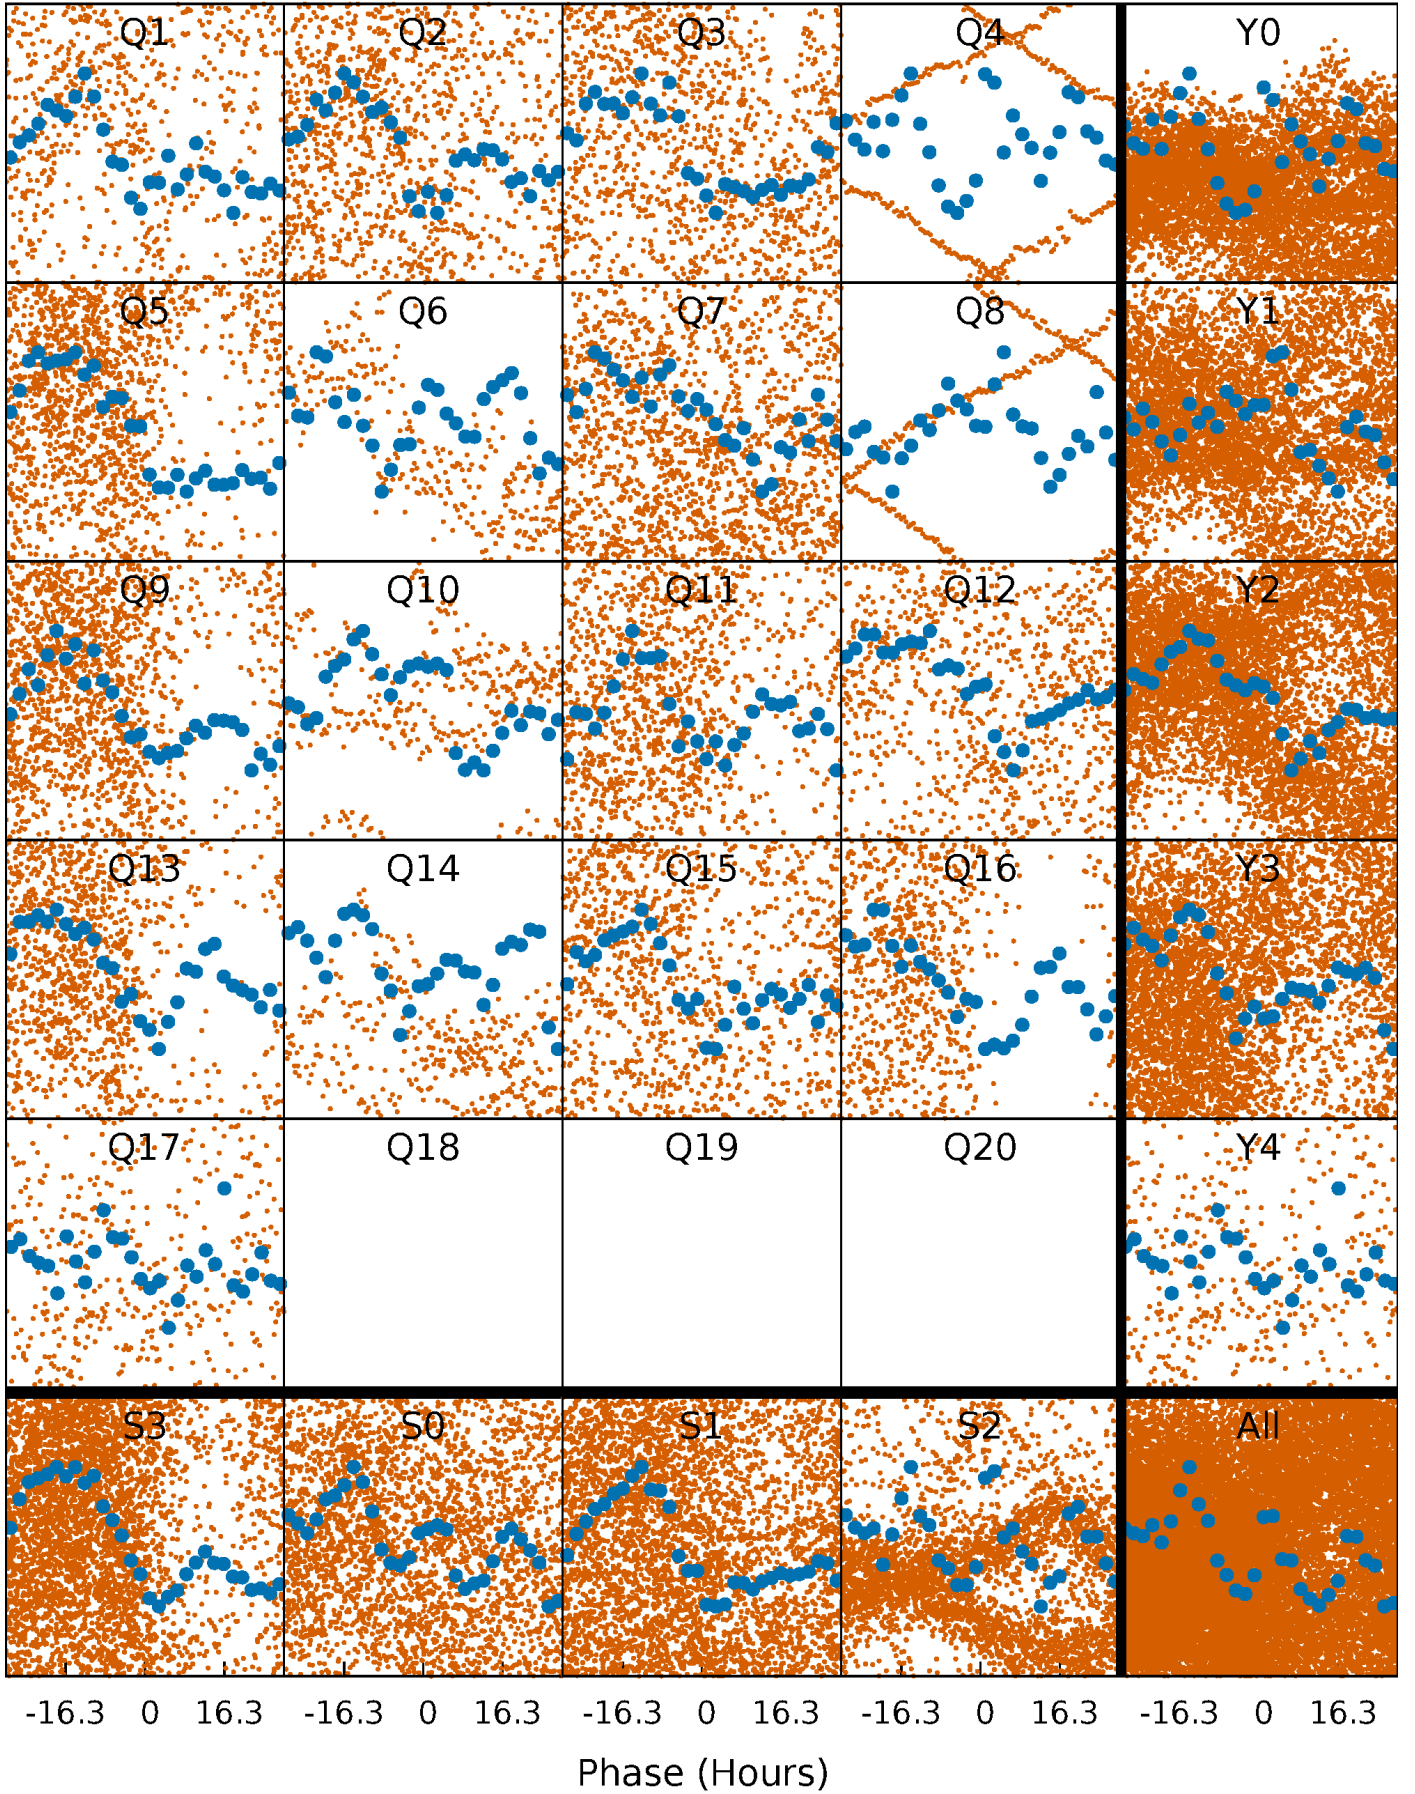 Q1 Q2 Q3 Q4 Y0
Q5 Q6 Q7 Q8 Y1
Q9 Q10 Q11 Q12 Y2
Q13 Q14 Q15 Q16 Y3
Q17 Q18 Q19 Q20 Y4
S3 S0 S1 S2 All
-16.3 0 16.3 -16.3 0 16.3 -16.3 0 16.3 -16.3 0 16.3 -16.3 0 16.3
Phase (Hours)